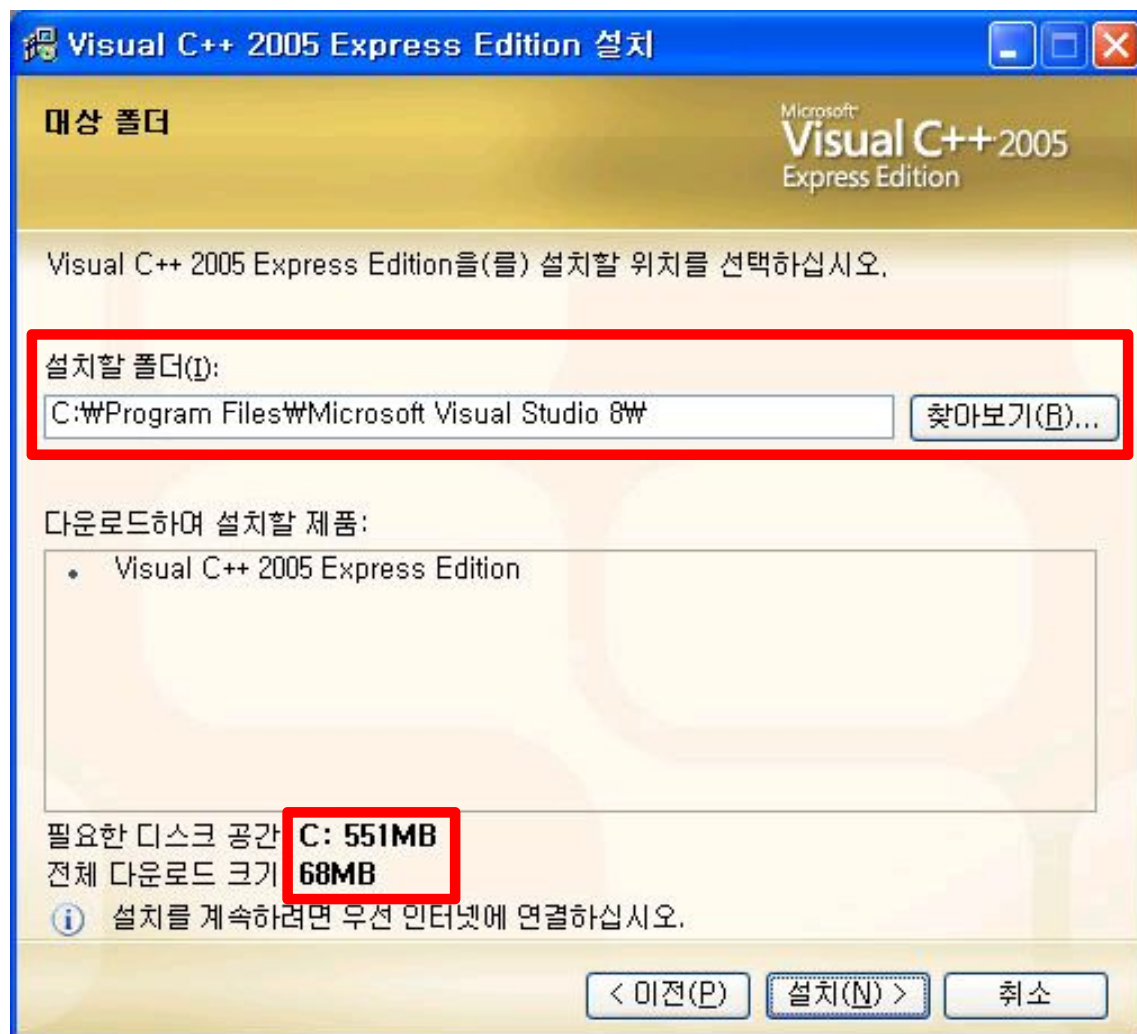 Visual C++ 2005 Express Edition 설치
대상 폴더
Microsoft
Visual C++ 2005
Express Edition
Visual C++ 2005 Express Edition을(를) 설치할 위치를 선택하십시오.
설치할 폴더(I):
C:₩Program Files₩Microsoft Visual Studio 8₩
찾아보기(R)...
다운로드하여 설치할 제품:
• Visual C++ 2005 Express Edition
필요한 디스크 공간 C: 551MB
전체 다운로드 크기 68MB
설치를 계속하려면 우선 인터넷에 연결하십시오.
< 이전(P) 설치(N) > 취소